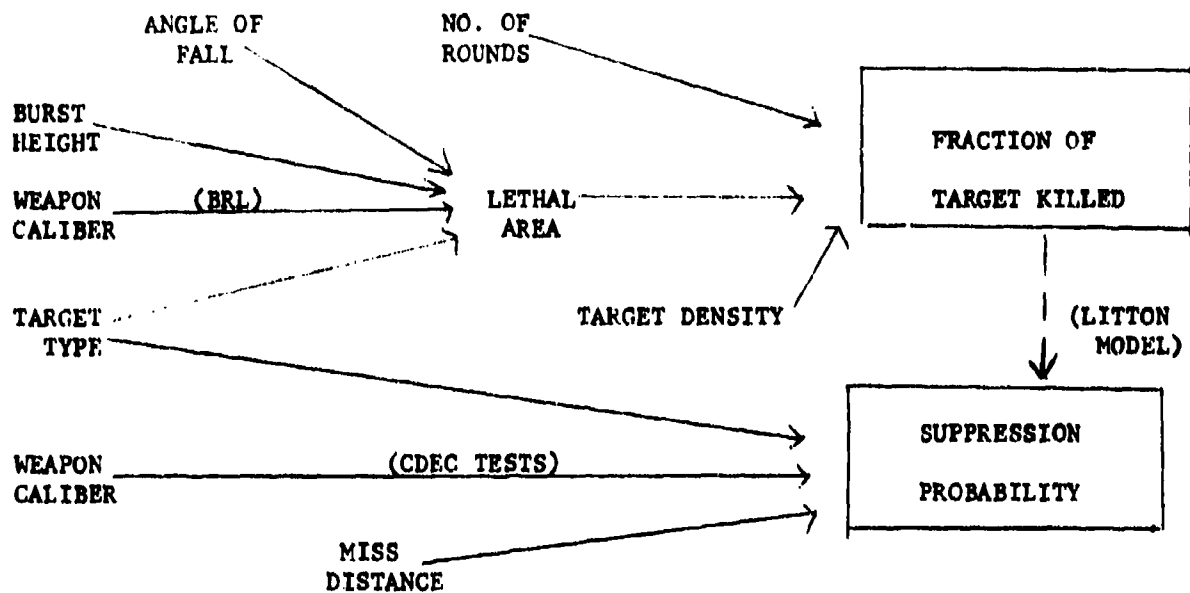 ANGLE OF
FALL
NO. OF
ROUNDS
BURST
HEIGHT
FRACTION OF
TARGET KILLED
WEAPON
CALIBER
(BRL)
LETHAL
AREA
TARGET
TYPE
TARGET DENSITY
(LITTON
MODEL)
SUPPRESSION
PROBABILITY
WEAPON
CALIBER
(CDEC TESTS)
MISS
DISTANCE